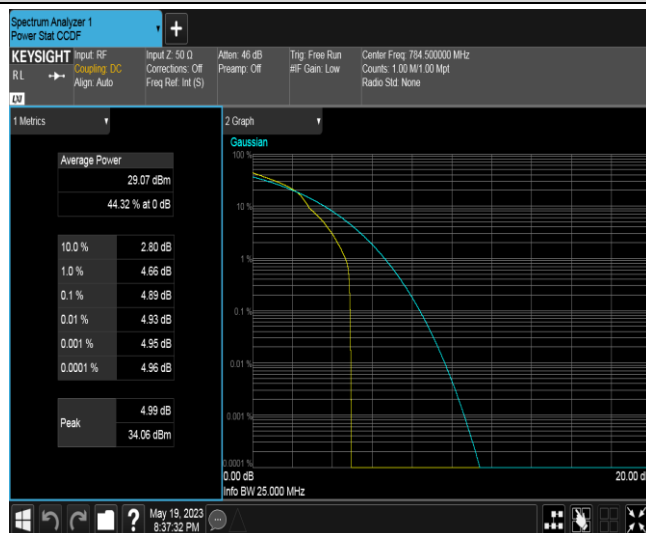 Spectrum Analyzer 1
Power Stat CCDF
+
KEYSIGHT
RL
LXI
Input: RF
Coupling: DC
Align: Auto
Input Z: 50 Ω
Corrections: Off
Freq Ref: Int (S)
Atten: 46 dB
Preamp: Off
Trig: Free Run
#IF Gain: Low
Center Freq: 784.500000 MHz
Counts: 1.00 M/1.00 Mpt
Radio Std: None
1 Metrics
Average Power
29.07 dBm
44.32 % at 0 dB
10.0 % 2.80 dB
1.0 % 4.66 dB
0.1 % 4.89 dB
0.01 % 4.93 dB
0.001 % 4.95 dB
0.0001 % 4.96 dB
Peak
4.99 dB
34.06 dBm
2 Graph
Gaussian
100 %
10 %
1 %
0.1 %
0.01 %
0.001 %
0.0001 %
0.00 dB 20.00 d
Info BW 25.000 MHz
?
May 19, 2023
8:37:32 PM